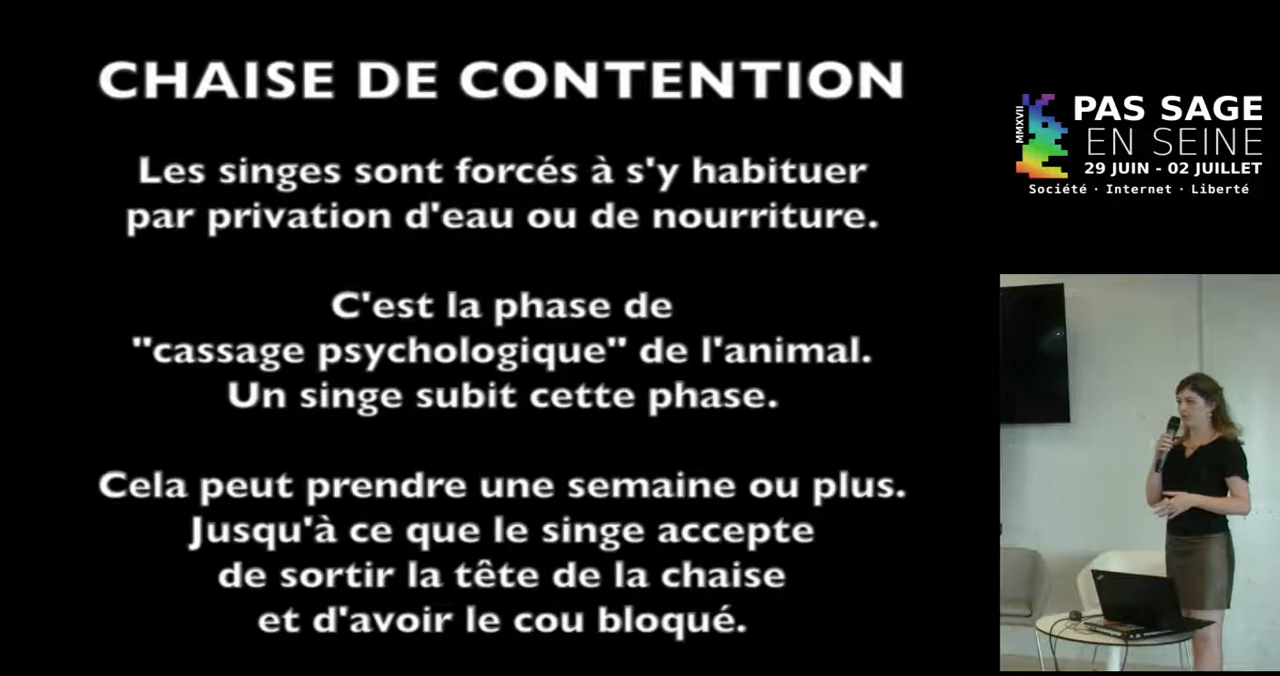 CHAISE DE CONTENTION
Les singes sont forcés à s'y habituer
par privation d'eau ou de nourriture.
C'est la phase de
"cassage psychologique" de l'animal.
Un singe subit cette phase.
Cela peut prendre une semaine ou plus.
Jusqu'à ce que le singe accepte
de sortir la tête de la chaise
et d'avoir le cou bloqué.
MMXVII
PAS SAGE
EN SEINE
29 JUIN - 02 JUILLET
Société · Internet · Liberté